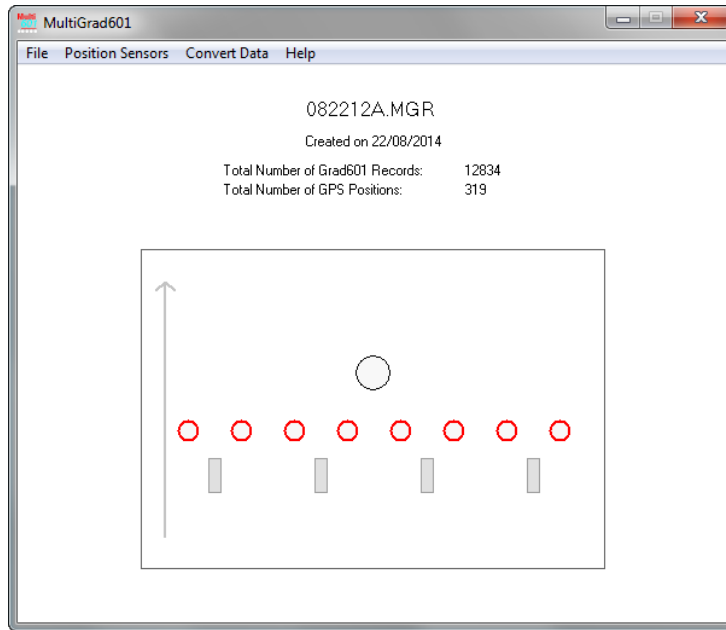 MultiGrad601
File Position Sensors Convert Data Help
082212A.MGR
Created on 22/08/2014
Total Number of Grad601 Records: 12834
Total Number of GPS Positions: 319